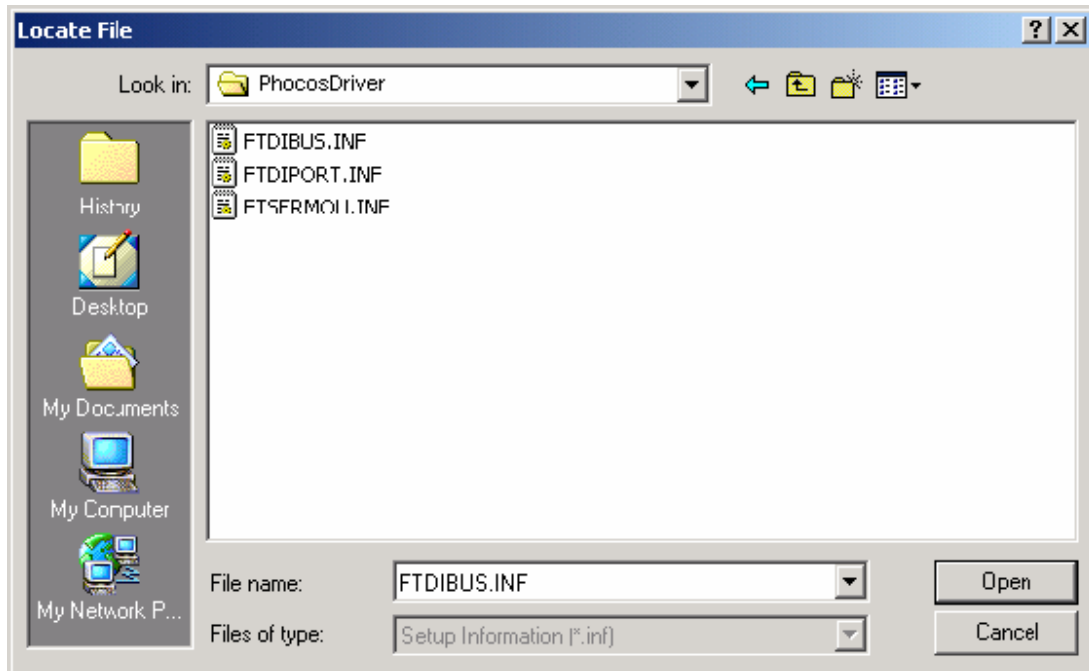 Locate File
Look in:
PhocosDriver
History
Desktop
My Documents
My Computer
My Network P...
FTDIBUS.INF
FTDIPORT.INF
FTSERMOU.INF
File name:
FTDIBUS.INF
Open
Files of type:
Setup Information (*.inf)
Cancel